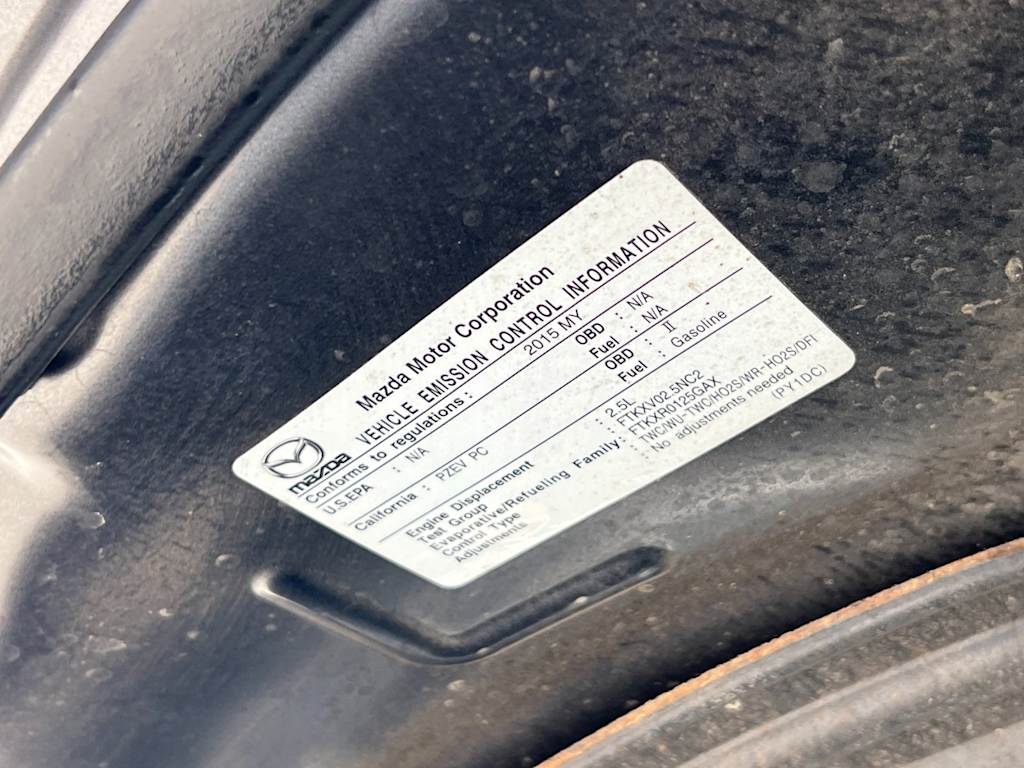 mazda
Mazda Motor Corporation
VEHICLE EMISSION CONTROL INFORMATION
Conforms to regulations: 2015 MY
U.S.EPA : N/A OBD : N/A
Fuel : N/A
California : PZEV PC OBD : II
Fuel : Gasoline
Engine Displacement : 2.5L
Test Group : FTKXV02.5NC2
Evaporative/Refueling Family: FTKXR0125GAX
Control Type : TWC/WU-TWC/HO2S/WR-HO2S/DFI
Adjustments : No adjustments needed
(PY1DC)